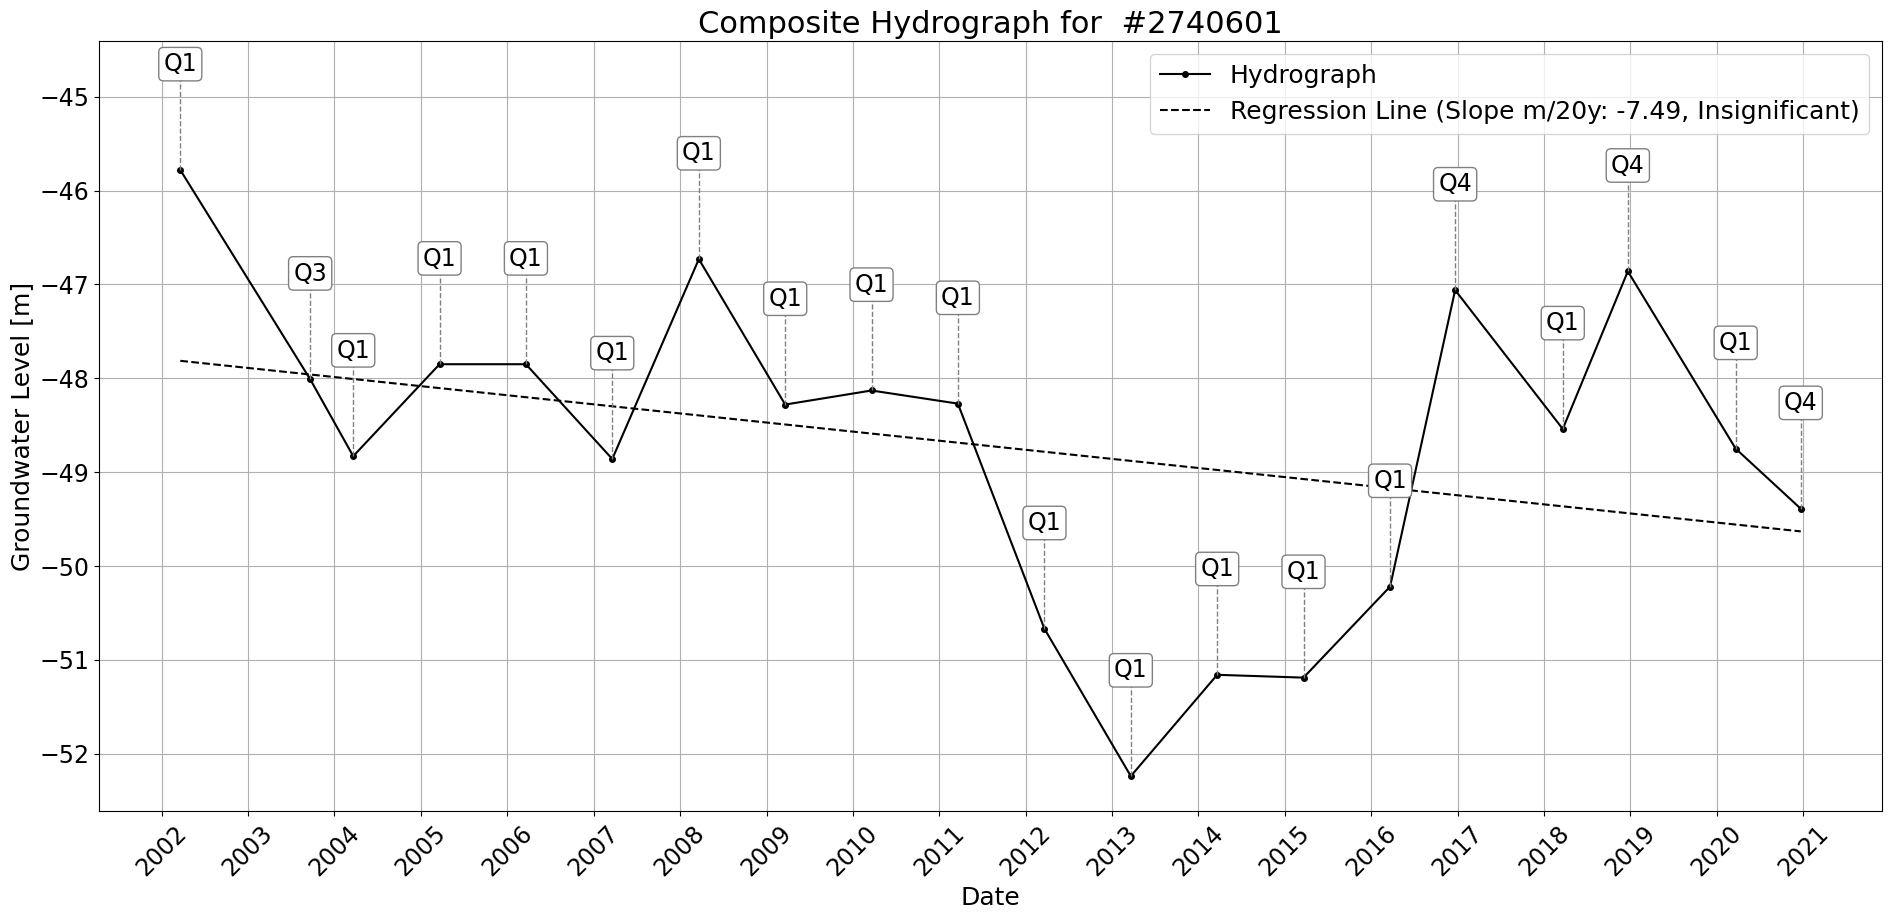 Composite Hydrograph for  #2740601
Hydrograph
Regression Line (Slope m/20y: -7.49, Insignificant)
Groundwater Level [m]
−45
−46
−47
−48
−49
−50
−51
−52
Q1
Q3
Q1
Q1
Q1
Q1
Q1
Q1
Q1
Q1
Q1
Q1
Q1
Q1
Q1
Q4
Q1
Q4
Q1
Q4
2002
2003
2004
2005
2006
2007
2008
2009
2010
2011
2012
2013
2014
2015
2016
2017
2018
2019
2020
2021
Date